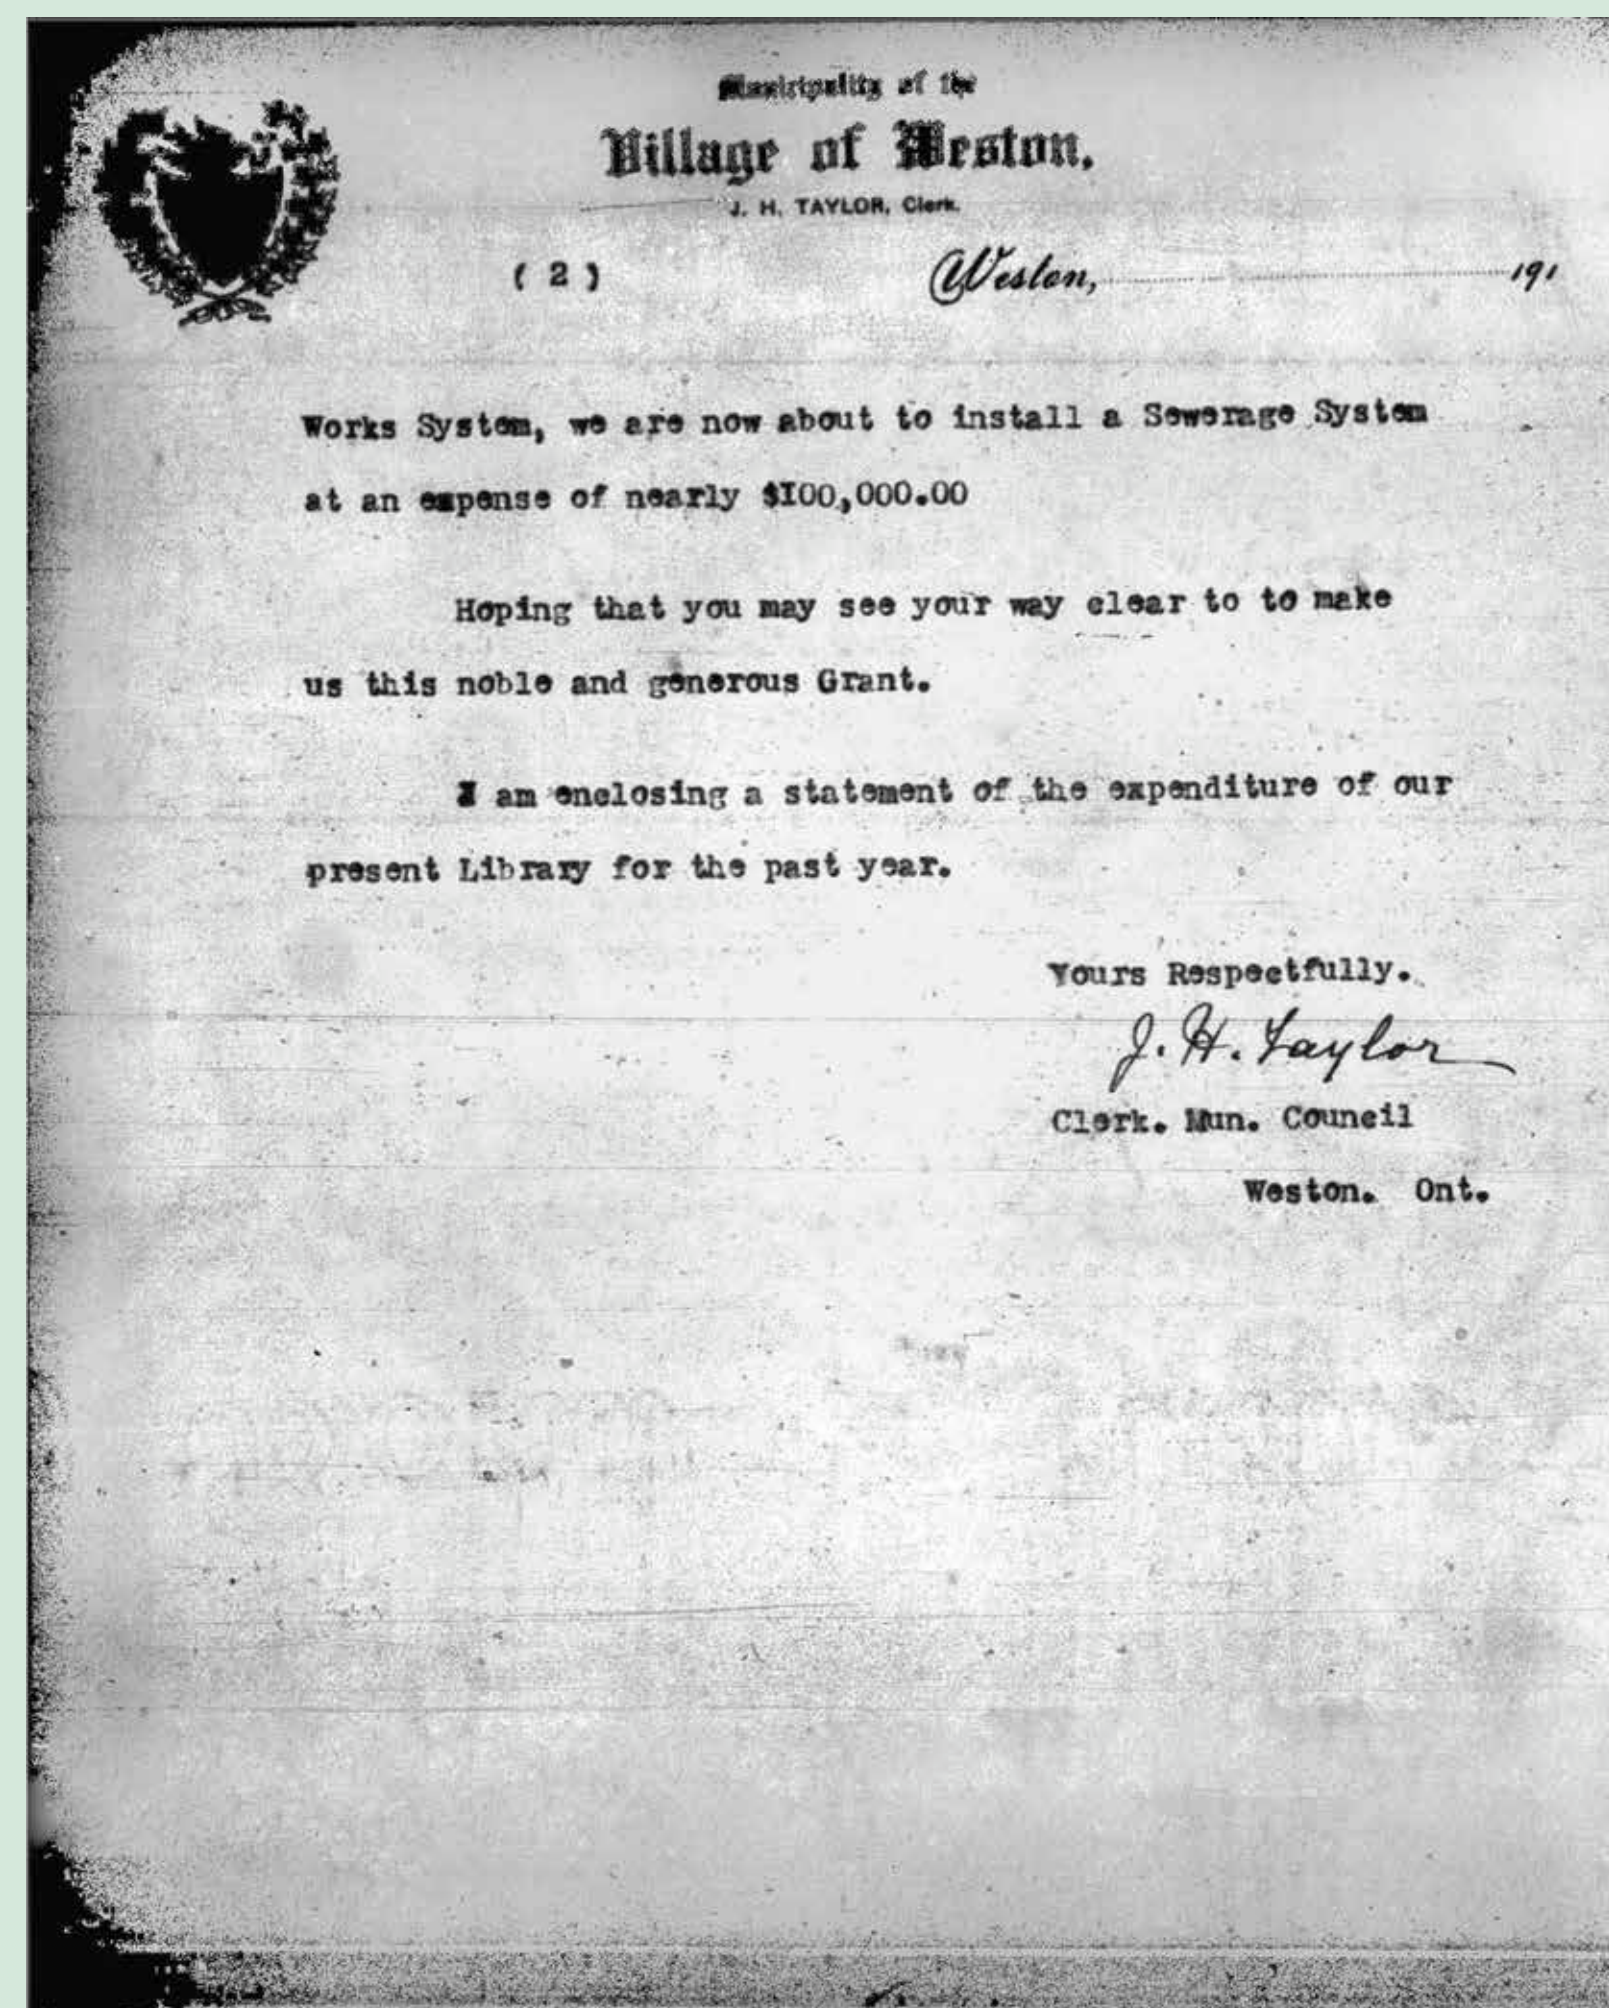 Municipality of the
Village of Weston.
J. H. TAYLOR, Clerk.
( 2 )
Weston, 191
Works System, we are now about to install a Sewerage System
at an expense of nearly $I00,000.00
Hoping that you may see your way clear to to make
us this noble and generous Grant.
I am enclosing a statement of the expenditure of our
present Library for the past year.
Yours Respectfully.
J. H. Taylor
Clerk. Mun. Council
Weston. Ont.